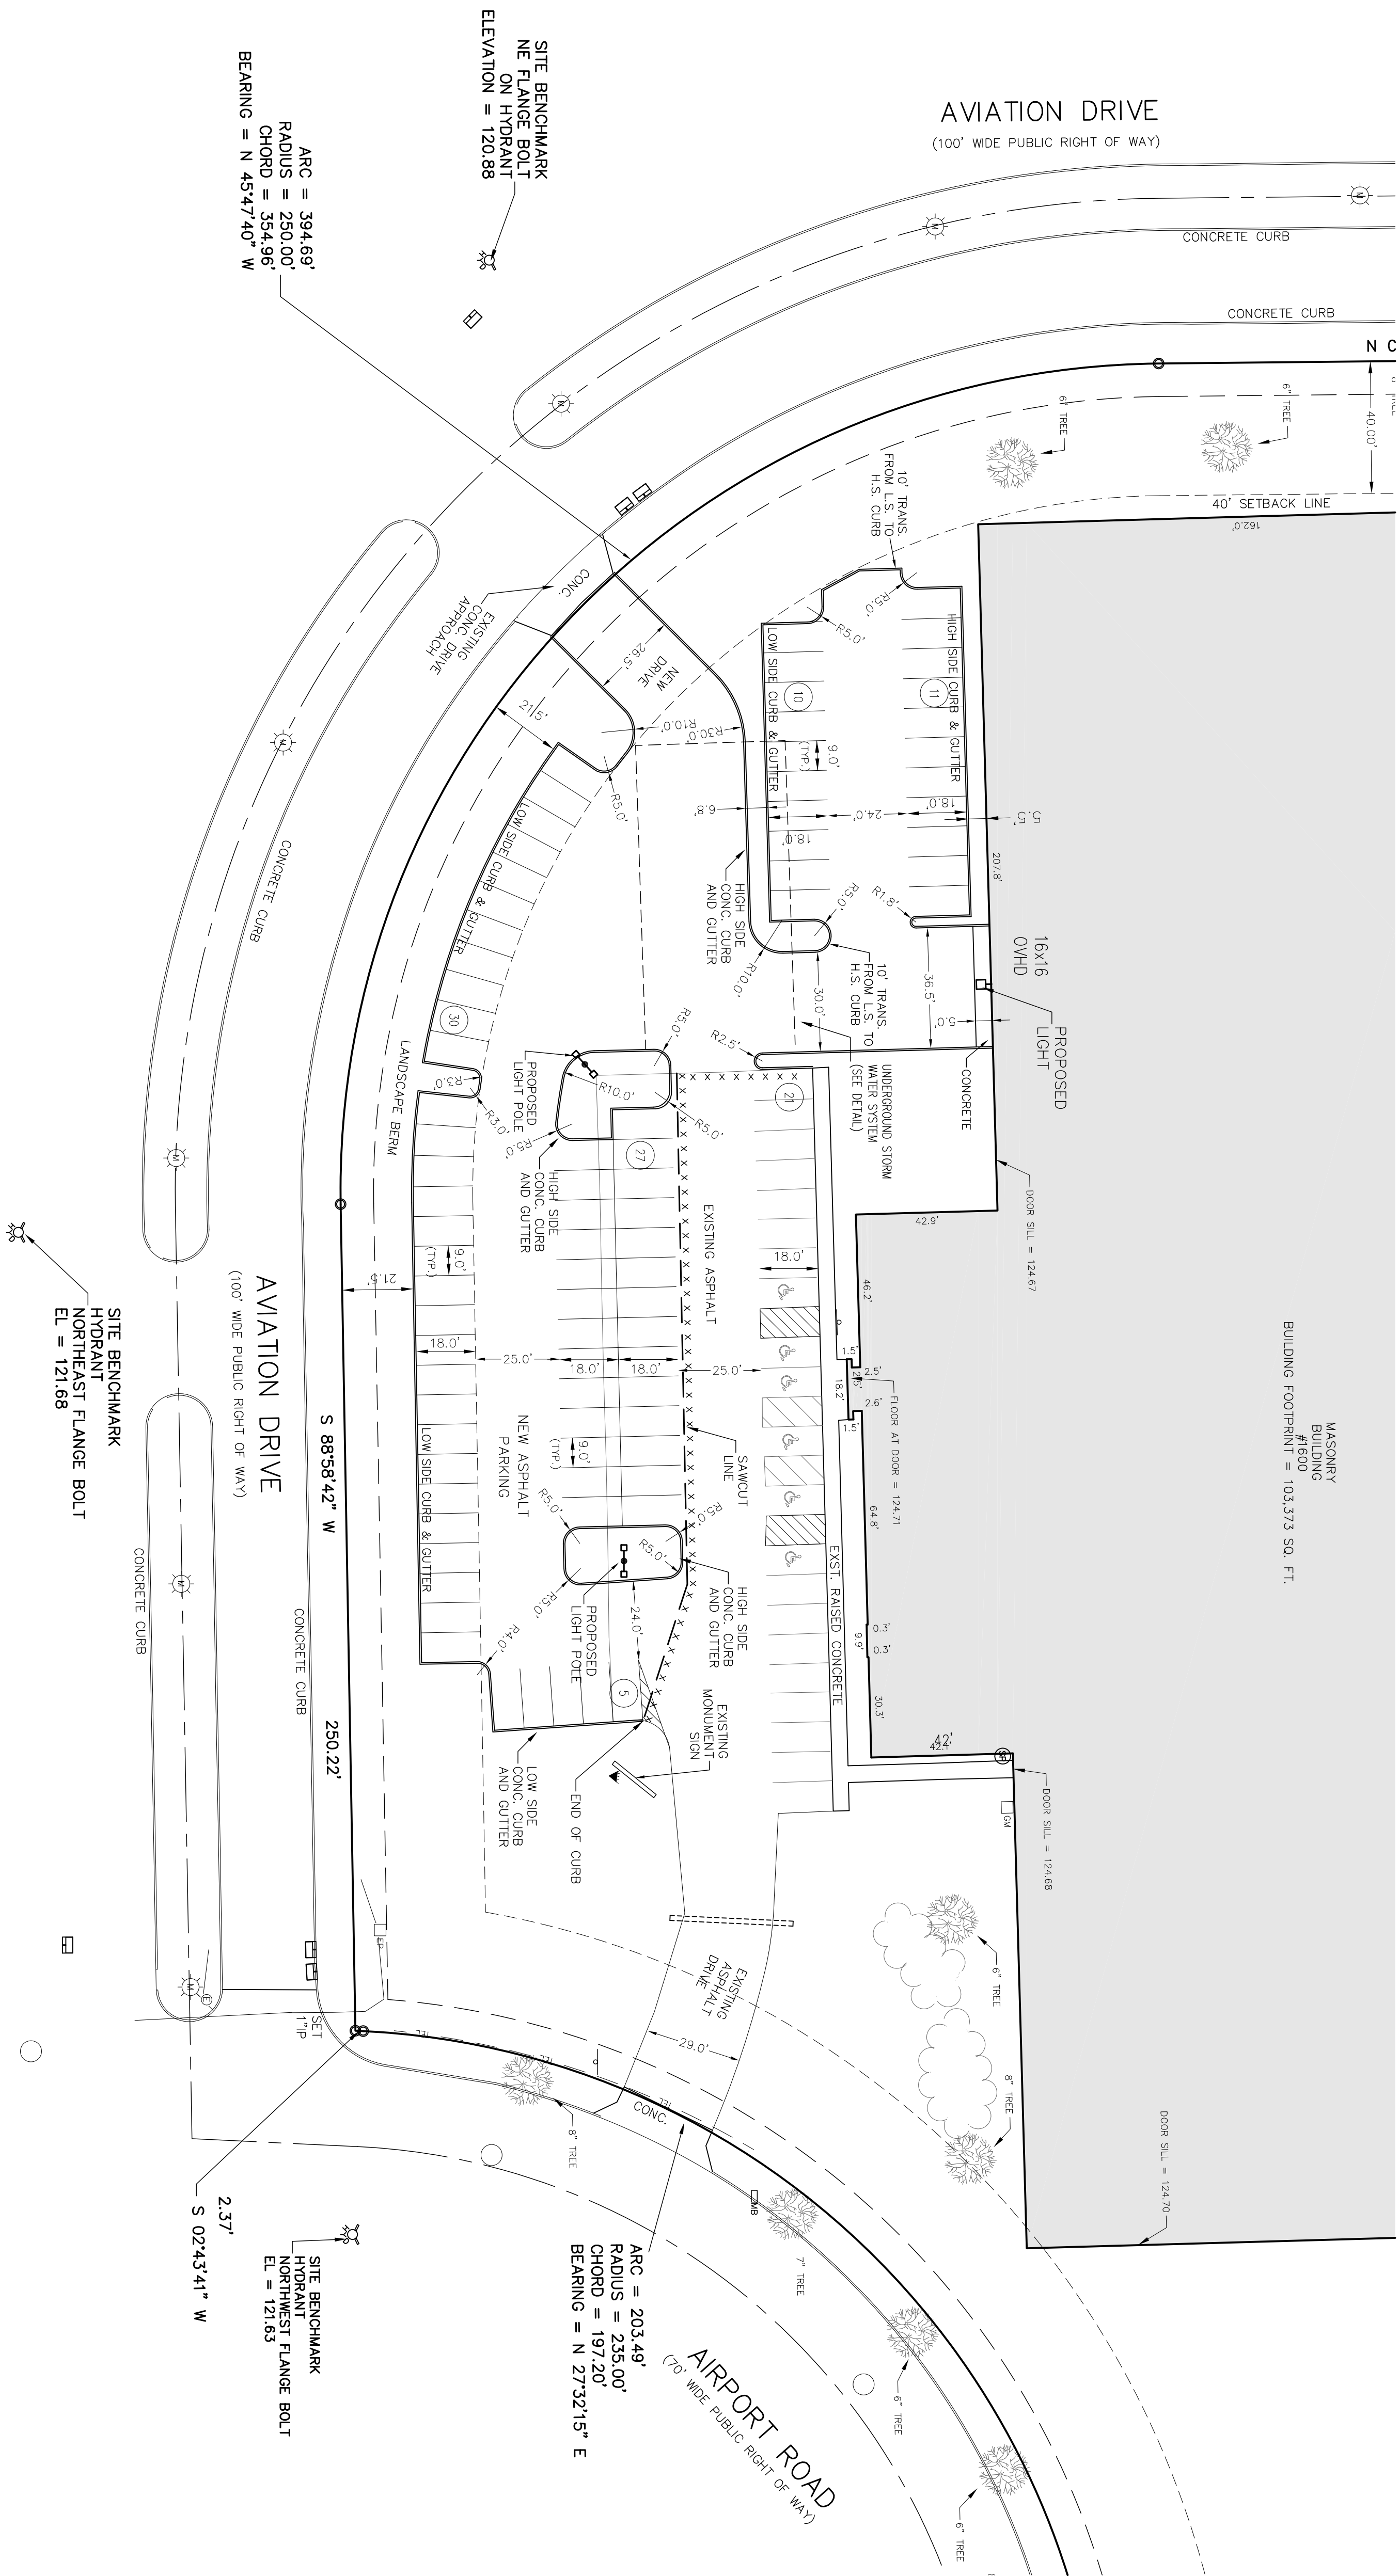 AVIATION DRIVE
(100' WIDE PUBLIC RIGHT OF WAY)
SITE BENCHMARK
NE FLANGE BOLT
ON HYDRANT
ELEVATION = 120.88
ARC = 394.69'
RADIUS = 250.00'
CHORD = 354.96'
BEARING = N 45°47'40" W
CONCRETE CURB
CONCRETE CURB
M
M
M
N
6" TREE
6" TREE
40.00'
40' SETBACK LINE
162.0'
10' TRANS.
FROM L.S. TO
H.S. CURB
R5.0'
R5.0'
CONC.
EXISTING
CONC. DRIVE
APPROACH
26.5'
NEW
DRIVE
21.5'
R10.0'
R30.0'
R5.0'
LOW SIDE CURB & GUTTER
HIGH SIDE CURB & GUTTER
10
11
9.0'
(TYP.)
6.8'
18.0'
24.0'
18.0'
5.5'
207.8'
HIGH SIDE
CONC. CURB
AND GUTTER
R5.0'
R1.8'
R10.0'
10' TRANS.
FROM L.S. TO
H.S. CURB
30.0'
36.5'
5.0'
16x16
OVHD
PROPOSED
LIGHT
CONCRETE
R2.5'
UNDERGROUND STORM
WATER SYSTEM
(SEE DETAIL)
M
CONCRETE CURB
LOW SIDE CURB & GUTTER
30
LANDSCAPE BERM
R3.0'
R3.0'
PROPOSED
LIGHT POLE
R5.0'
R10.0'
R5.0'
R5.0'
HIGH SIDE
CONC. CURB
AND GUTTER
27
21
EXISTING ASPHALT
DOOR SILL = 124.67
42.9'
46.2'
18.0'
1.5'
2.5'
2.5'
2.6'
18.2'
1.5'
FLOOR AT DOOR = 124.71
MASONRY
BUILDING
#1600
BUILDING FOOTPRINT = 103,373 SQ. FT.
M
SITE BENCHMARK
HYDRANT
NORTHEAST FLANGE BOLT
EL = 121.68
AVIATION DRIVE
(100' WIDE PUBLIC RIGHT OF WAY)
21.5'
9.0'
(TYP.)
18.0'
25.0'
18.0'
18.0'
25.0'
S 88°58'42" W
250.22'
LOW SIDE CURB & GUTTER
NEW ASPHALT
PARKING
9.0'
(TYP.)
SAWCUT
LINE
64.8'
EXST. RAISED CONCRETE
R5.0'
R5.0'
R5.0'
R5.0'
HIGH SIDE
CONC. CURB
AND GUTTER
PROPOSED
LIGHT POLE
24.0'
R4.0'
0.3'
0.3'
9.9'
30.3'
5
EXISTING
MONUMENT
SIGN
42'
42.1'
DOOR SILL = 124.68
GM
LOW SIDE
CONC. CURB
AND GUTTER
END OF CURB
CONCRETE CURB
CONCRETE CURB
M
M
E
EP
SET
1"IP
TEL
TEL
TEL
EXISTING
ASPHALT
DRIVE
29.0'
CONC.
6" TREE
8" TREE
8" TREE
DOOR SILL = 124.70
MB
7" TREE
6" TREE
6" TREE
2.37'
S 02°43'41" W
SITE BENCHMARK
HYDRANT
NORTHWEST FLANGE BOLT
EL = 121.63
ARC = 203.49'
RADIUS = 235.00'
CHORD = 197.20'
BEARING = N 27°32'15" E
AIRPORT ROAD
(70' WIDE PUBLIC RIGHT OF WAY)